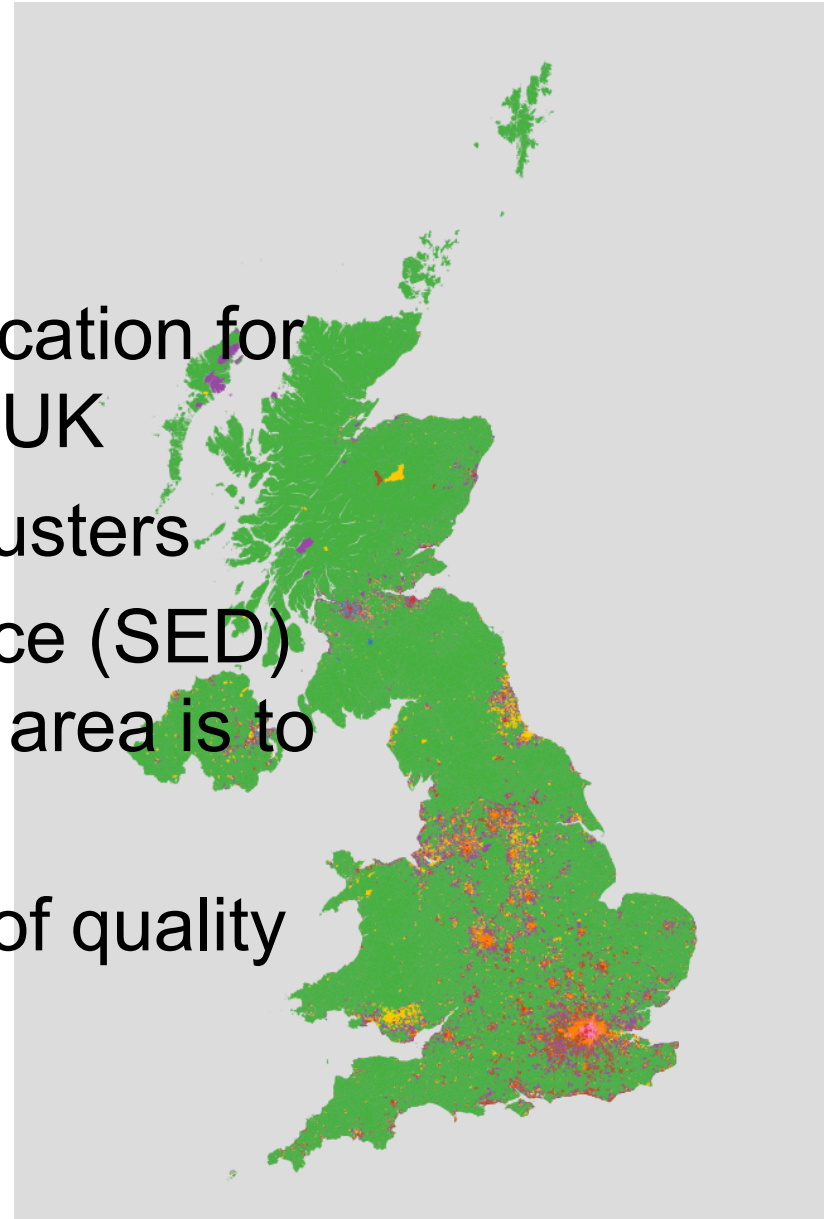 cation for
UK
usters
ce (SED)
area is to
of quality